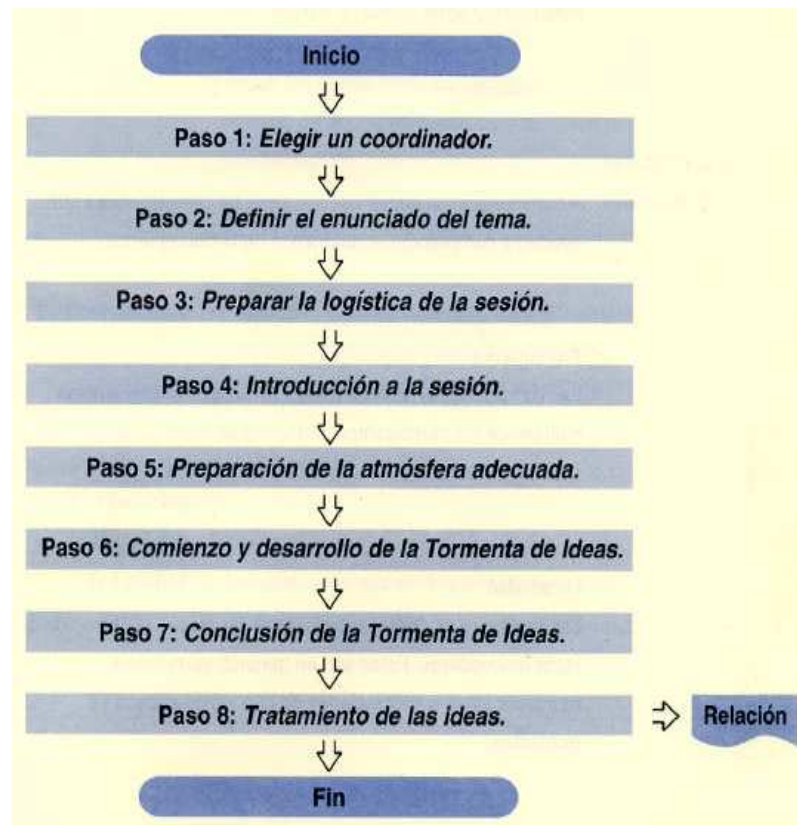 Inicio
Paso 1: Elegir un coordinador.
Paso 2: Definir el enunciado del tema.
Paso 3: Preparar la logística de la sesión.
Paso 4: Introducción a la sesión.
Paso 5: Preparación de la atmósfera adecuada.
Paso 6: Comienzo y desarrollo de la Tormenta de Ideas.
Paso 7: Conclusión de la Tormenta de Ideas.
Paso 8: Tratamiento de las ideas.
Relación
Fin